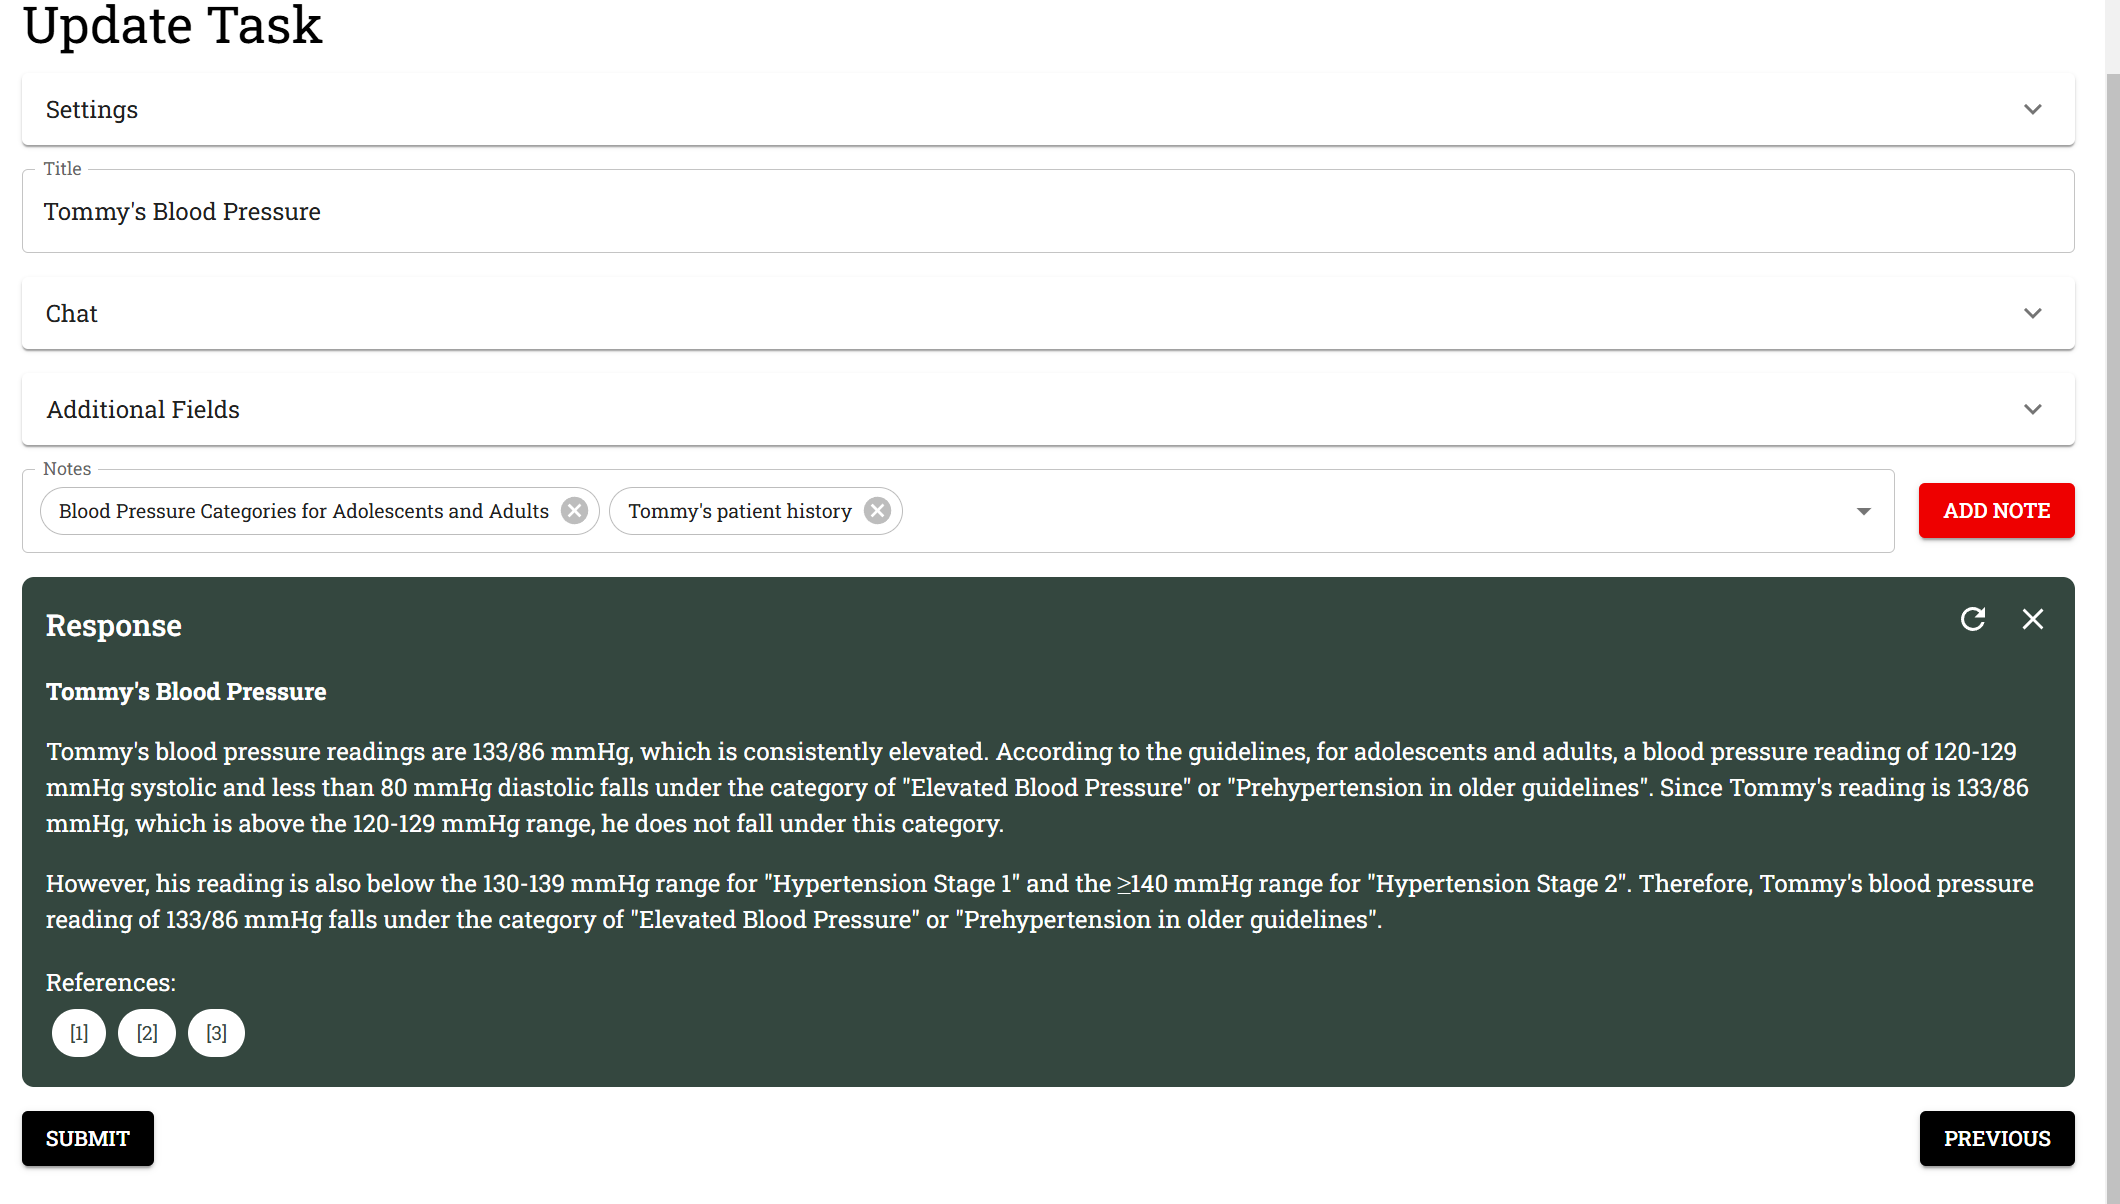 Update Task
Settings
Title
Tommy's Blood Pressure
Chat
Additional Fields
Notes
Blood Pressure Categories for Adolescents and Adults
Tommy's patient history
ADD NOTE
Response
Tommy's Blood Pressure
Tommy's blood pressure readings are 133/86 mmHg, which is consistently elevated. According to the guidelines, for adolescents and adults, a blood pressure reading of 120-129
mmHg systolic and less than 80 mmHg diastolic falls under the category of "Elevated Blood Pressure" or "Prehypertension in older guidelines". Since Tommy's reading is 133/86
mmHg, which is above the 120-129 mmHg range, he does not fall under this category.
However, his reading is also below the 130-139 mmHg range for "Hypertension Stage 1" and the ≥140 mmHg range for "Hypertension Stage 2". Therefore, Tommy's blood pressure
reading of 133/86 mmHg falls under the category of "Elevated Blood Pressure" or "Prehypertension in older guidelines".
References:
[1] [2] [3]
SUBMIT
PREVIOUS